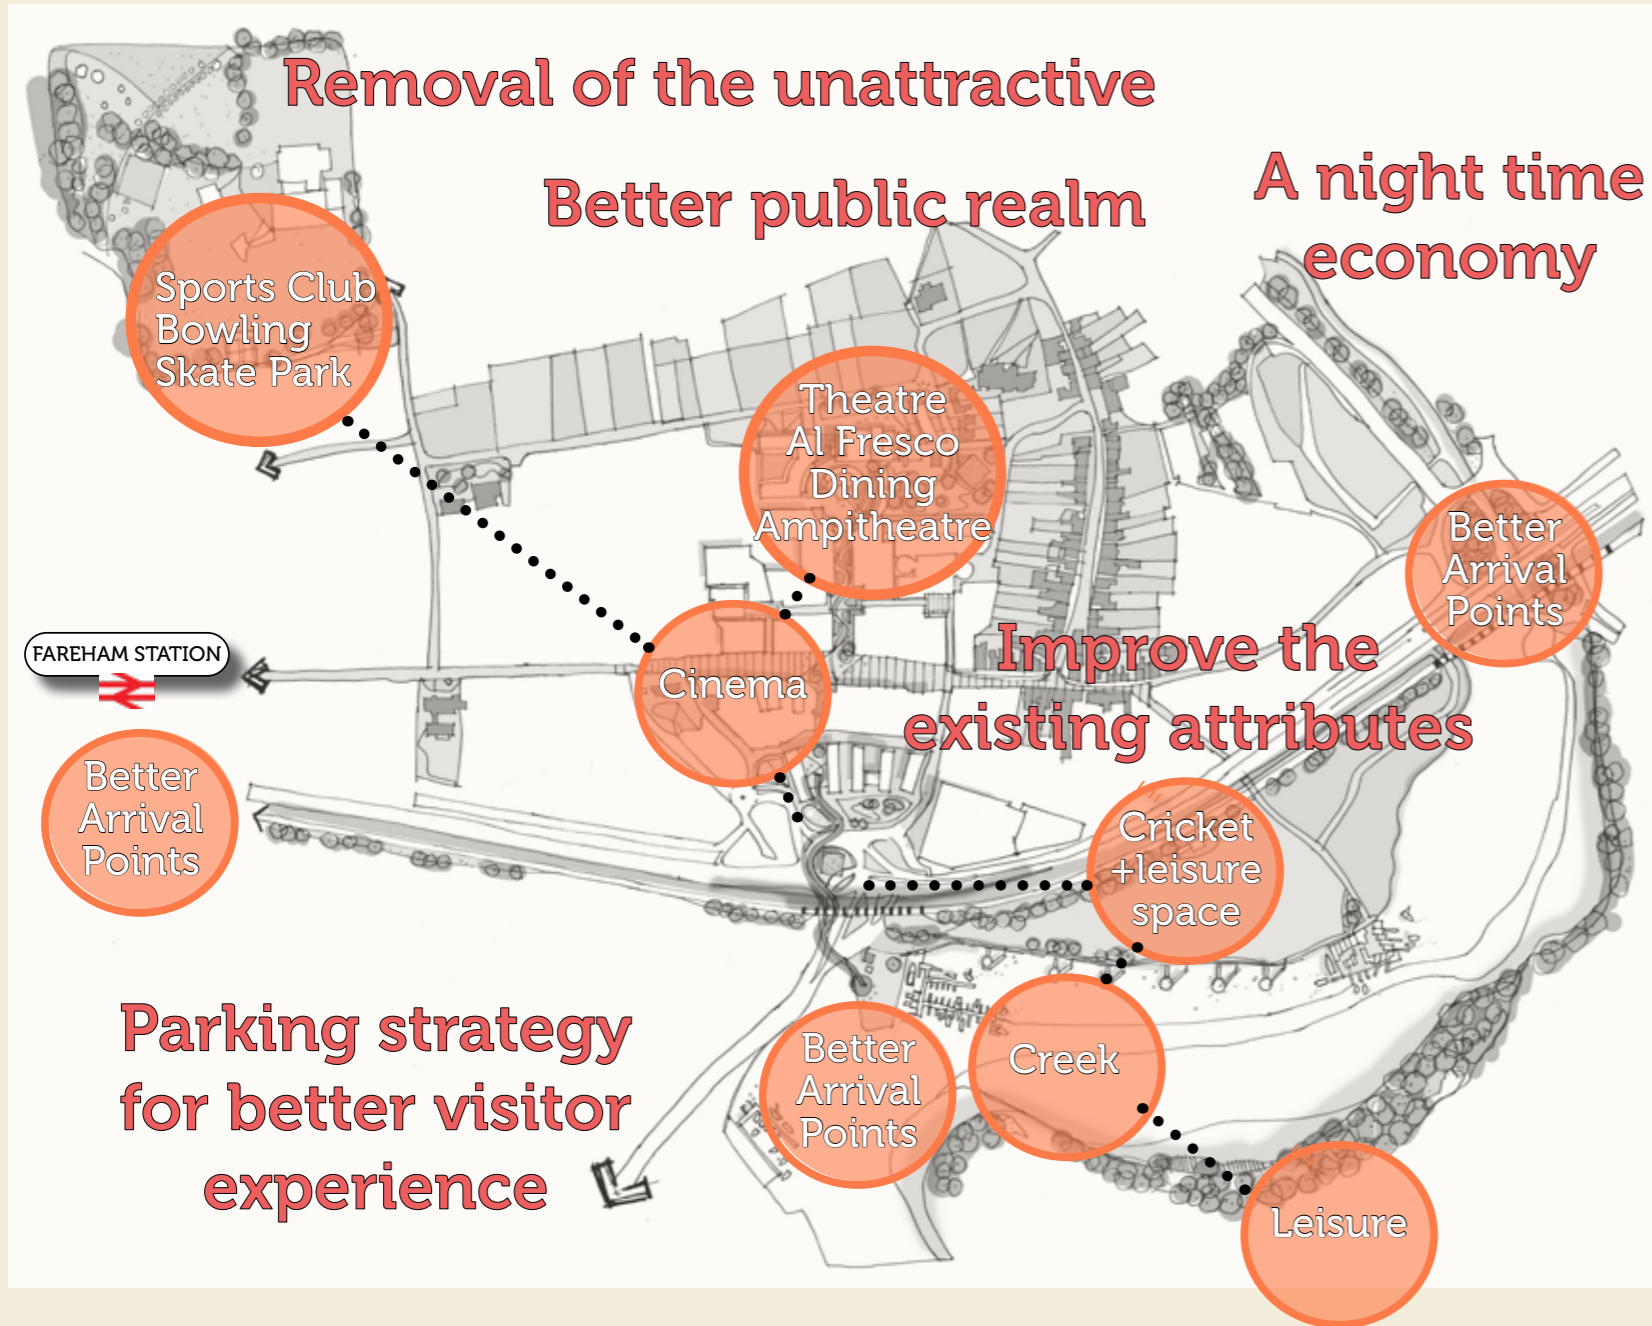 Removal of the unattractive
Better public realm
A night time
economy
Sports Club
Bowling
Skate Park
Theatre
Al Fresco
Dining
Ampitheatre
Better
Arrival
Points
FAREHAM STATION
Cinema
Improve the
existing attributes
Better
Arrival
Points
Cricket
+leisure
space
Parking strategy
for better visitor
experience
Better
Arrival
Points
Creek
Leisure